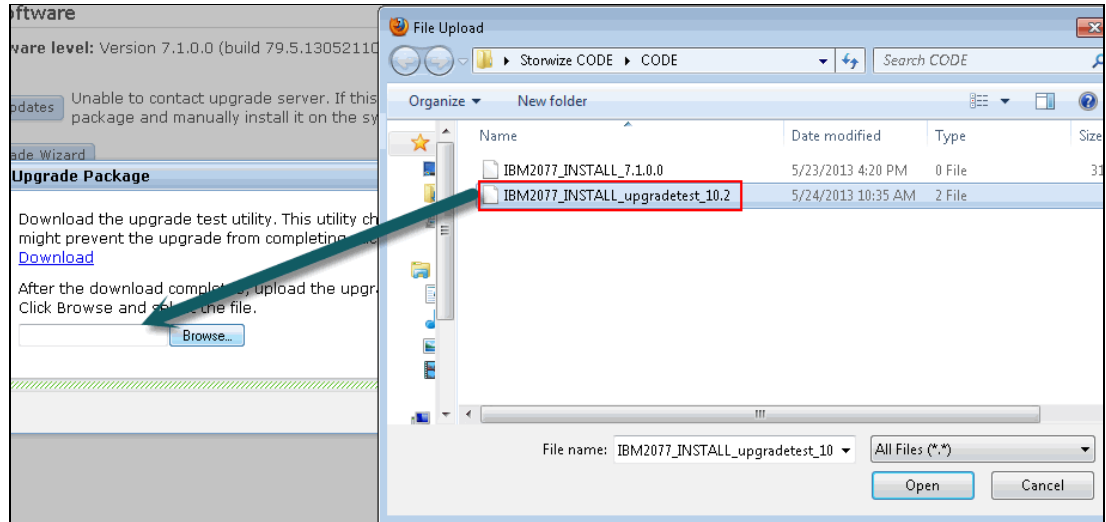 oftware
ware level: Version 7.1.0.0 (build 79.5.1305211
pdates
Unable to contact upgrade server. If this
package and manually install it on the sy
ade Wizard
Upgrade Package
Download the upgrade test utility. This utility ch
might prevent the upgrade from completing
Download
After the download completes, upload the upgr
Click Browse and select the file.
Browse...
File Upload
Storwize CODE CODE
Search CODE
Organize
New folder
Name Date modified Type Size
IBM2077_INSTALL_7.1.0.0 5/23/2013 4:20 PM 0 File 31
IBM2077_INSTALL_upgradetest_10.2 5/24/2013 10:35 AM 2 File
File name: IBM2077_INSTALL_upgradetest_10
All Files (*.*)
Open
Cancel